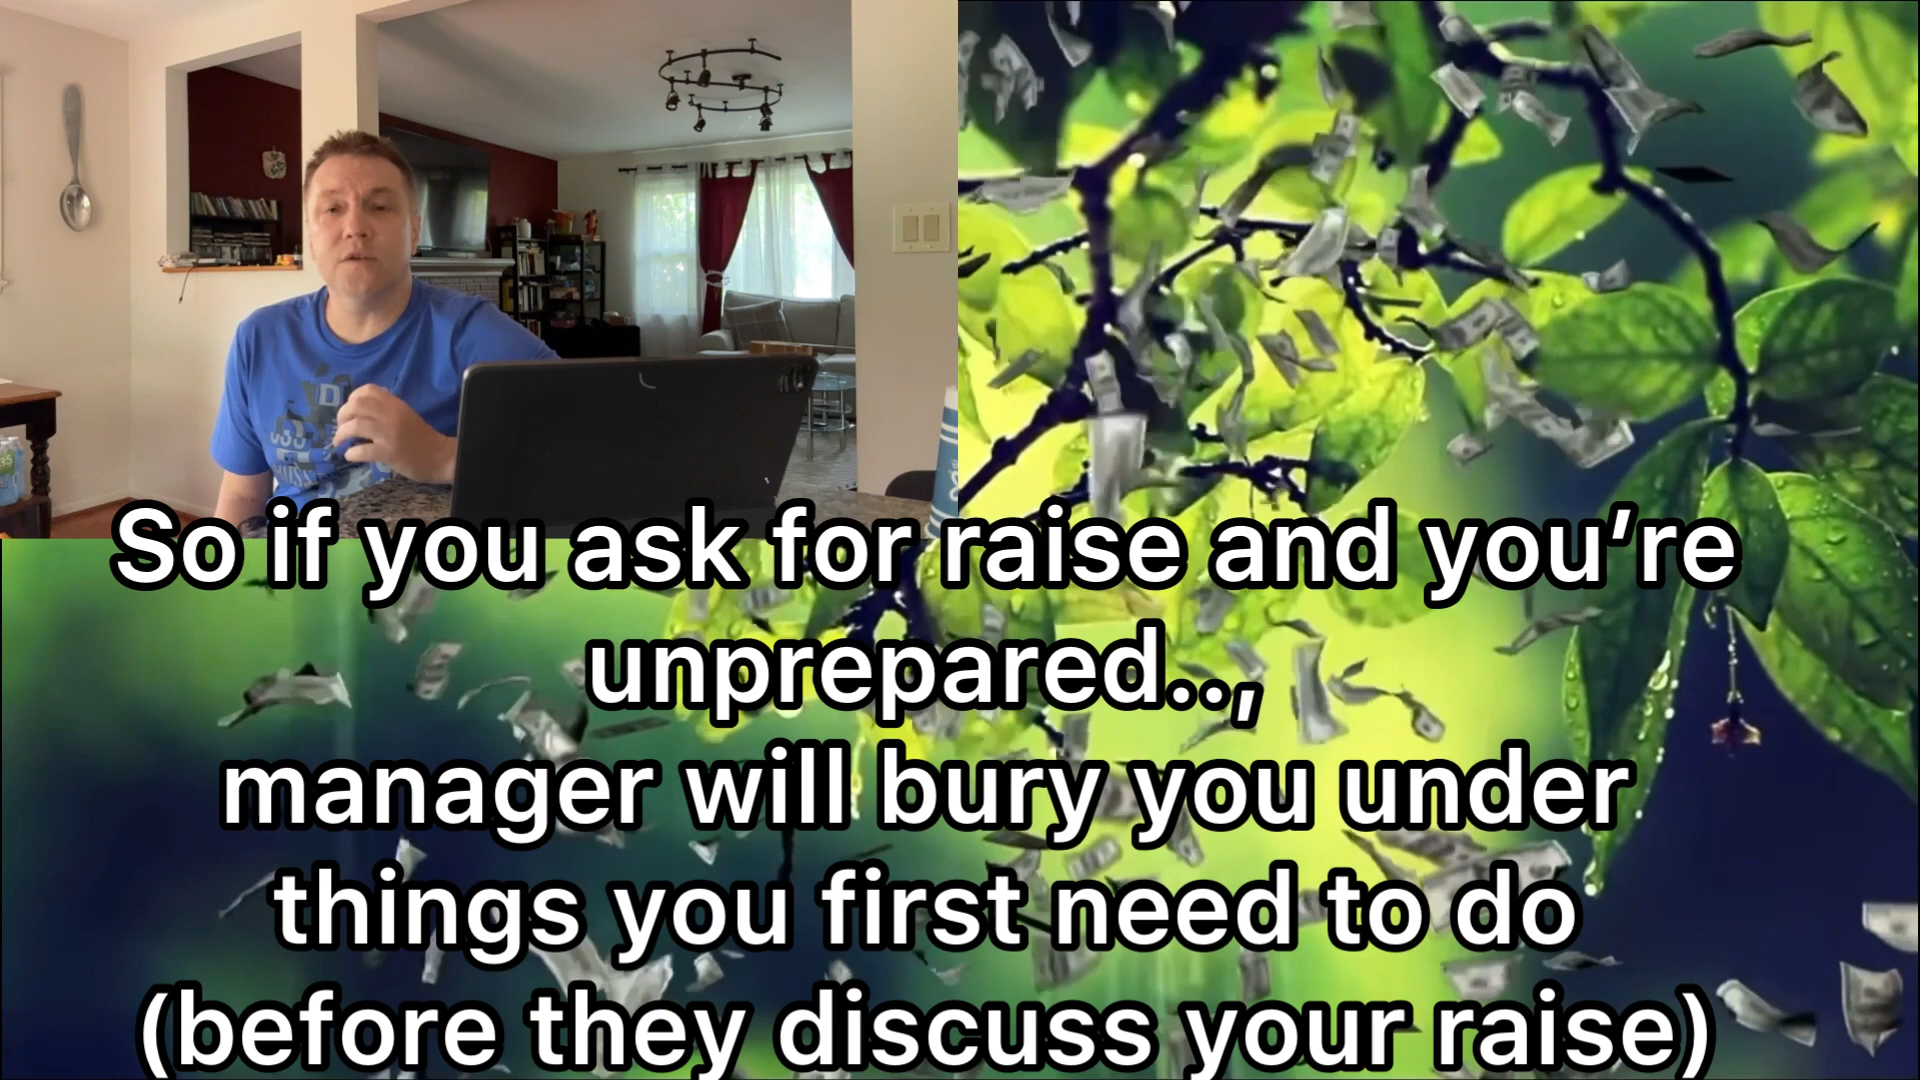 So if you ask for raise and you’re
unprepared..,
manager will bury you under
things you first need to do
(before they discuss your raise)